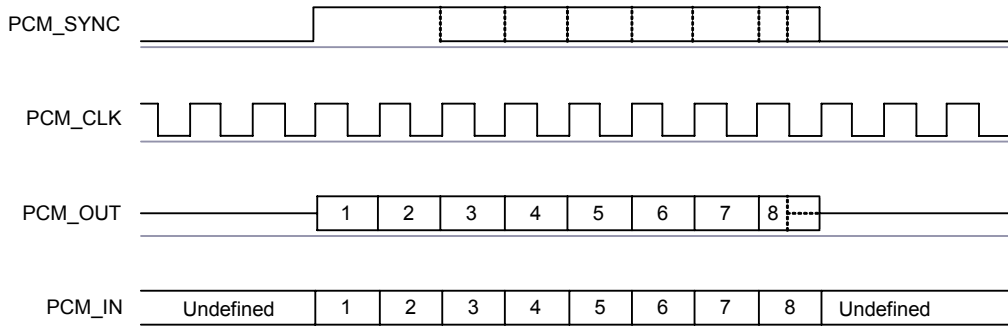 PCM_SYNC
PCM_CLK
PCM_OUT 1 2 3 4 5 6 7 8
PCM_IN Undefined 1 2 3 4 5 6 7 8 Undefined